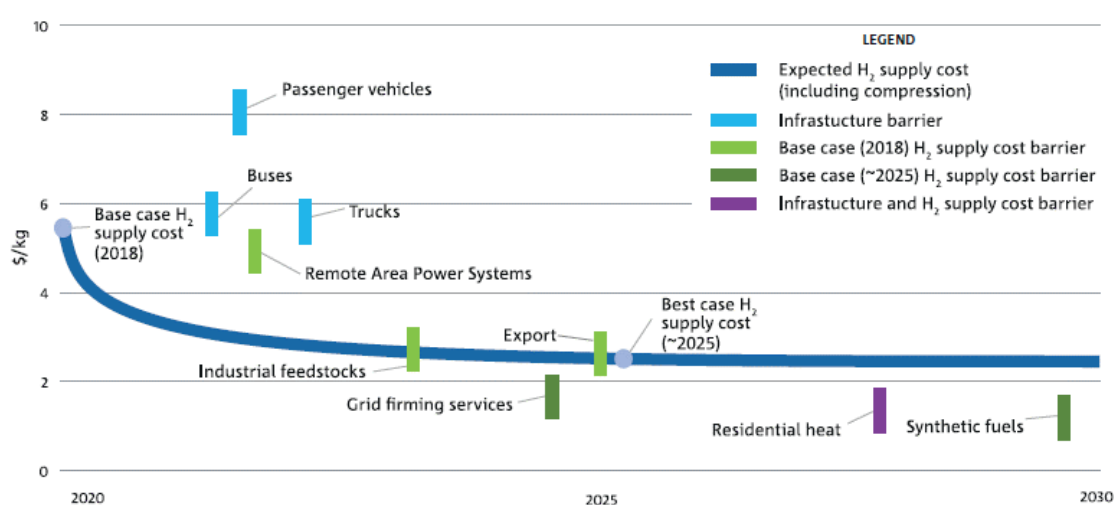 10
8
6
4
2
0
$/kg
2020
2025
2030
LEGEND
Expected H₂ supply cost
(including compression)
Infrastucture barrier
Base case (2018) H₂ supply cost barrier
Base case (~2025) H₂ supply cost barrier
Infrastucture and H₂ supply cost barrier
Passenger vehicles
Buses
Trucks
Base case H₂
supply cost
(2018)
Remote Area Power Systems
Industrial feedstocks
Export
Best case H₂
supply cost
(~2025)
Grid firming services
Residential heat
Synthetic fuels